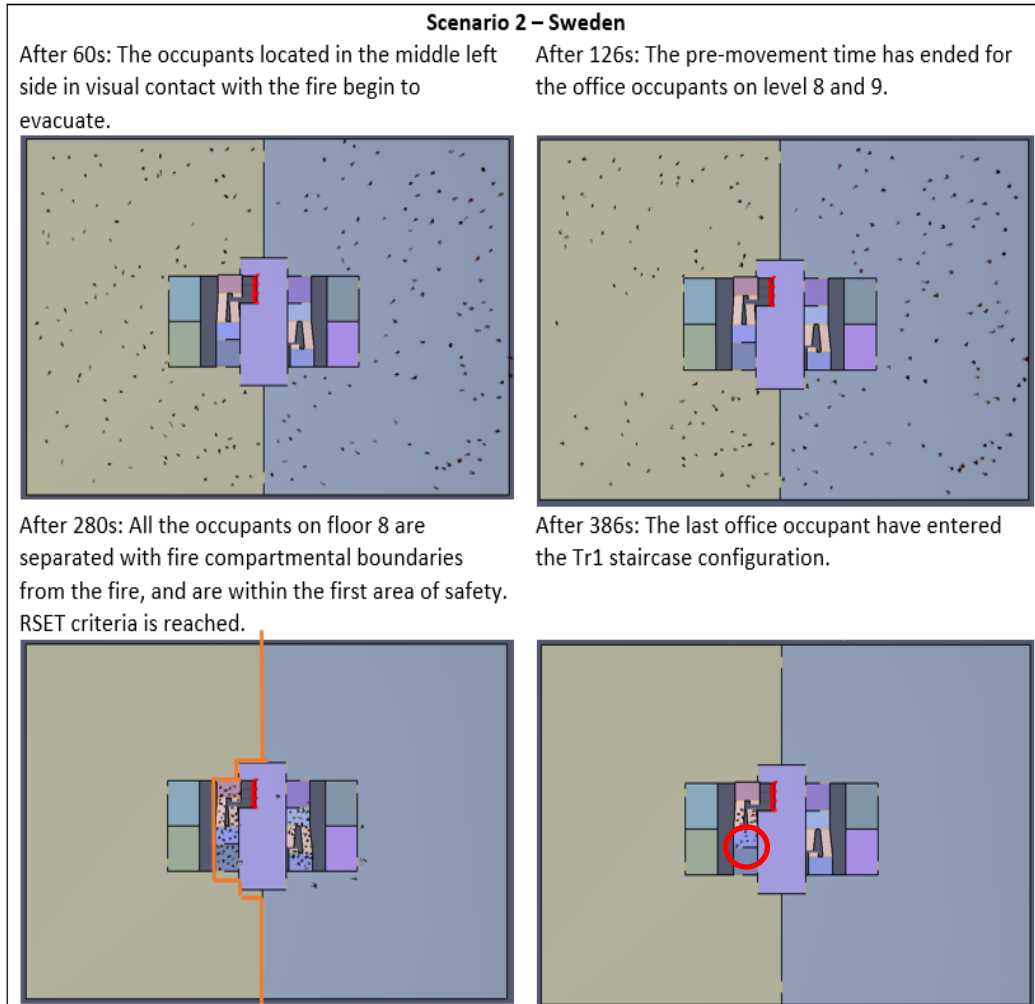 Scenario 2 – Sweden
After 60s: The occupants located in the middle left
side in visual contact with the fire begin to
evacuate.
After 126s: The pre-movement time has ended for
the office occupants on level 8 and 9.
After 280s: All the occupants on floor 8 are
separated with fire compartmental boundaries
from the fire, and are within the first area of safety.
RSET criteria is reached.
After 386s: The last office occupant have entered
the Tr1 staircase configuration.